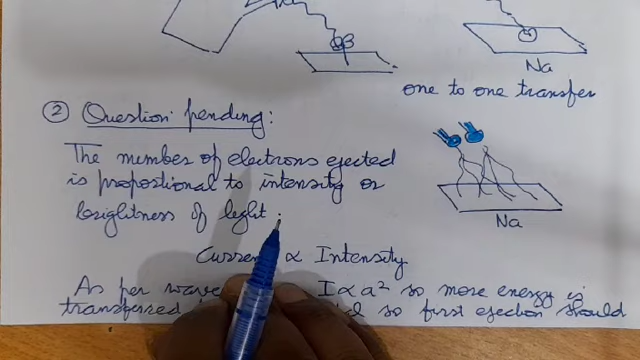 B
Na
one to one transfer
② Question pending:
The number of electrons ejected
is proportional to intensity or
brightness of light.
Na
Current ∝ Intensity
As per wave I ∝ a² so more energy is
transferred so first ejection should